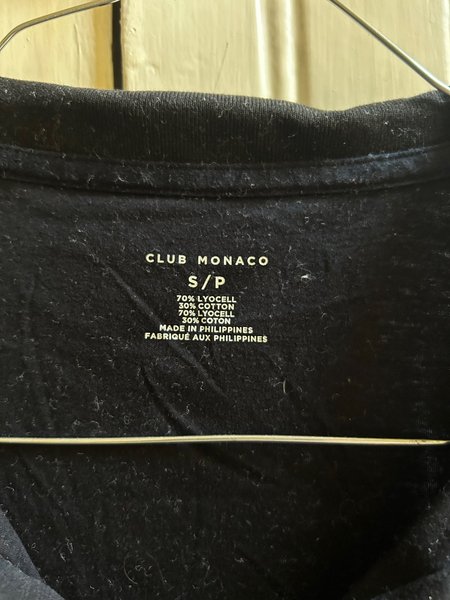 CLUB MONACO
S/P
70% LYOCELL
30% COTTON
70% LYOCELL
30% COTON
MADE IN PHILIPPINES
FABRIQUÉ AUX PHILIPPINES